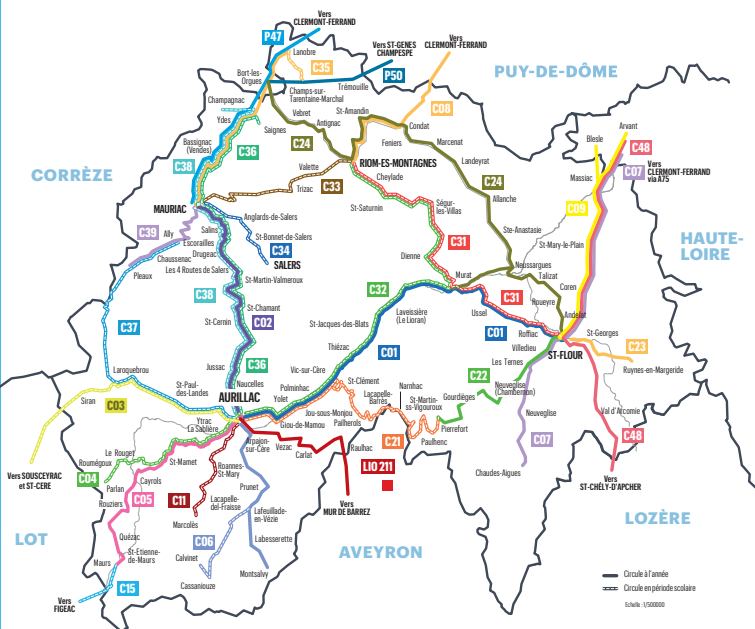 Vers
CLERMONT-FERRAND
P47
Lanobre
C35
Vers ST-GENES
CHAMPESPE
P50
Vers
CLERMONT-FERRAND
PUY-DE-DÔME
Bort-les-
Orgues
Champs-sur-
Tarentaine-Marchal
Trémouille
Champagnac
Ydes
Saignes
Vebret
Antignac
St-Amandin
C08
Condat
Feniers
Marcenat
Bassignac
(Vendes)
C36
C24
C38
RIOM-ES-MONTAGNES
Landeyrat
C24
Allanche
Blesle
Arvant
C48
C07
Vers
CLERMONT-FERRAND
via A75
Massiac
C09
CORRÈZE
Valette
C33
Trizac
Cheylade
St-Saturnin
Ségur-
les-Villas
MAURIAC
Anglards-de-Salers
C39
Ally
Salins
Escorailles
Drugeac
St-Bonnet-de-Salers
C34
SALERS
Chaussenac
Pleaux
Les 4 Routes de Salers
St-Martin-Valmeroux
C31
Dienne
Ste-Anastasie
St-Mary-le-Plain
HAUTE-
LOIRE
Neussargues
Talizat
Murat
Coren
C38
C32
C37
St-Chamant
C02
St-Cernin
Laveissière
(Le Lioran)
St-Jacques-des-Blats
C31
Roueyre
Ussel
C01
Andelat
Roffiac
St-Georges
Villedieu
ST-FLOUR
C23
Ruynes-en-Margeride
Thiézac
C01
C36
Jussac
Naucelles
Vic-sur-Cère
Polminhac
Yolet
St-Clément
Lacapelle-
Barrès
Narnhac
St-Martin-
ss-Vigouroux
Gourdièges
C22
Les Ternes
Neuveglise
(Chambernon)
Laroquebrou
Siran
C03
St-Paul-
des-Landes
AURILLAC
Ytrac
La Sablière
Giou-de-Mamou
Jou-sous-Monjou
Pailherols
C21
Paulhenc
Pierrefort
Neuveglise
C07
Val d'Arcomie
C48
Arpajon-
sur-Cère
Vézac
Carlat
Raulhac
LIO 211
Chaudes-Aigues
Vers
ST-CHÉLY-D'APCHER
Vers SOUSCEYRAC
et ST-CERE
Le Rouget
Roumégoux
C04
Parlan
St-Mamet
Cayrols
C05
Rouziers
Roannes-
St-Mary
C11
Lacapelle-
del-Fraisse
Marcolès
Prunet
Vers
MUR DE BARREZ
LOZÈRE
LOT
Quézac
St-Etienne-
de-Maurs
Maurs
C15
Vers
FIGEAC
C06
Lafeuillade-
en-Vézie
Labesserette
Calvinet
Cassaniouze
Montsalvy
AVEYRON
Circule à l'année
Circule en période scolaire
Echelle : 1/500000